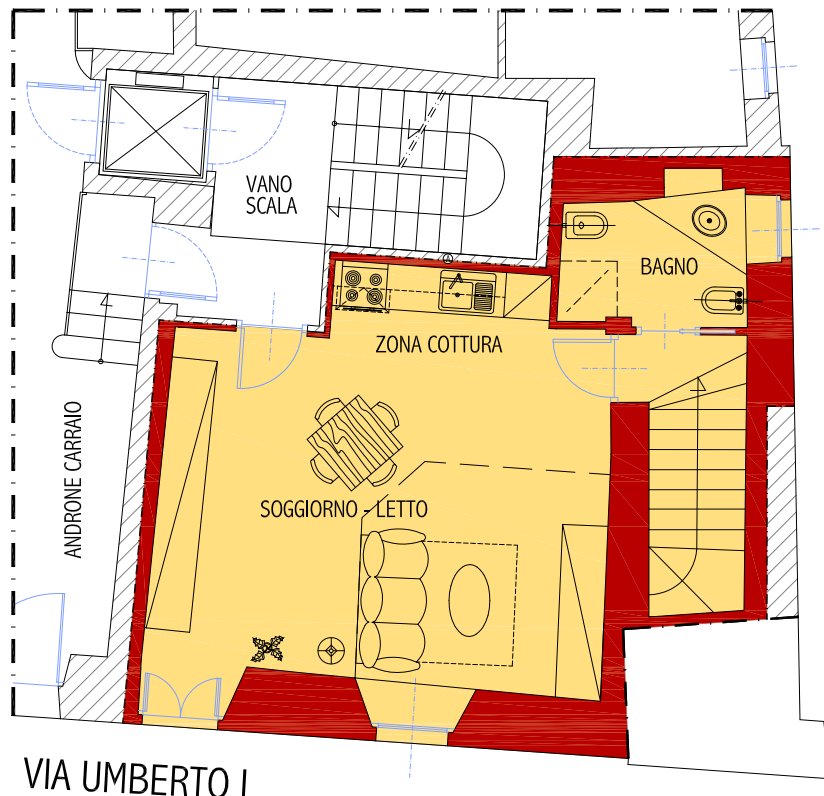 VANO
SCALA
BAGNO
ZONA COTTURA
ANDRONE CARRAIO
SOGGIORNO - LETTO
VIA UMBERTO I